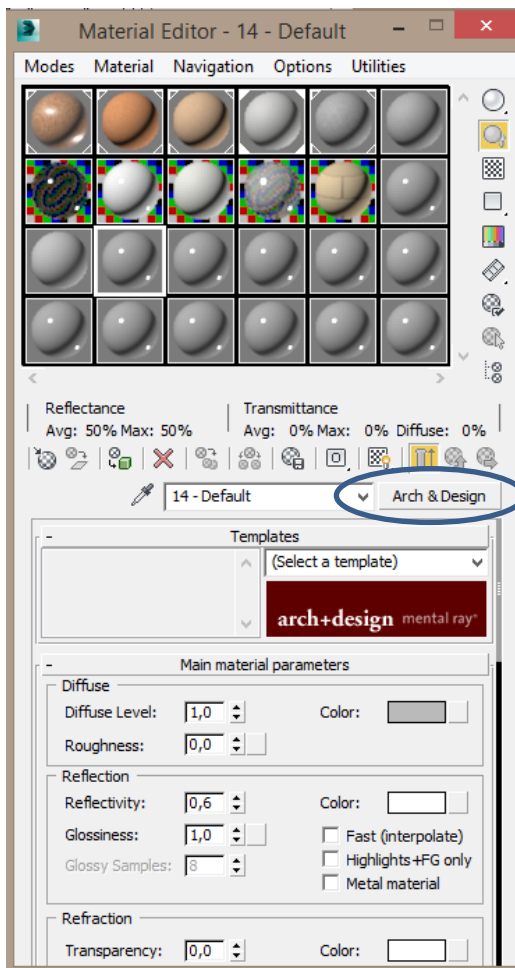 Material Editor - 14 - Default
Modes Material Navigation Options Utilities
Reflectance
Avg: 50% Max: 50%
Transmittance
Avg: 0% Max: 0% Diffuse: 0%
14 - Default
Arch & Design
- Templates
(Select a template)
arch+design mental ray
- Main material parameters
Diffuse
Diffuse Level: 1,0 Color:
Roughness: 0,0
Reflection
Reflectivity: 0,6 Color:
Glossiness: 1,0 Fast (interpolate)
Glossy Samples: 8 Highlights+FG only
Metal material
Refraction
Transparency: 0,0 Color: